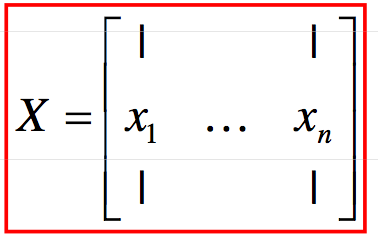 | |
X = [ x₁ … xₙ ]
| |